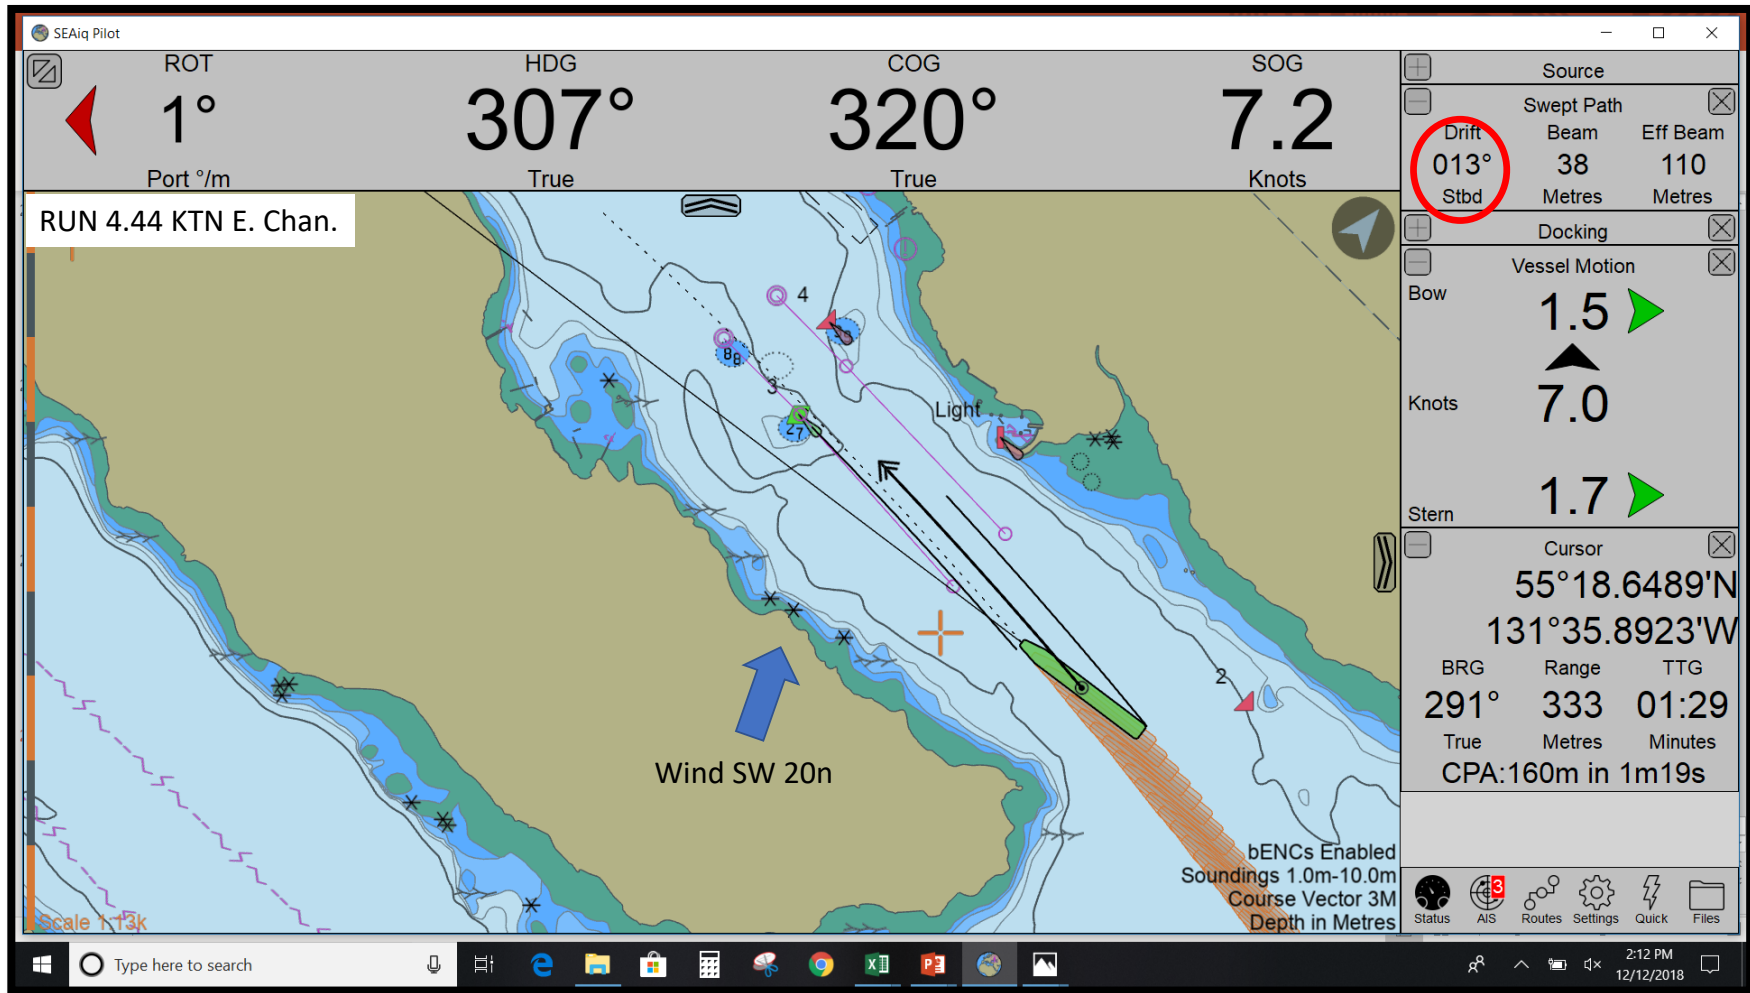 SEAiq Pilot
ROT
1°
Port °/m
HDG
307°
True
COG
320°
True
SOG
7.2
Knots
Source
Swept Path
Drift Beam Eff Beam
013° 38 110
Stbd Metres Metres
Docking
Vessel Motion
Bow
1.5
Knots
7.0
Stern
1.7
Cursor
55°18.6489'N
131°35.8923'W
BRG Range TTG
291° 333 01:29
True Metres Minutes
CPA:160m in 1m19s
RUN 4.44 KTN E. Chan.
4
88
3
27
Light
2
Wind SW 20n
bENCs Enabled
Soundings 1.0m-10.0m
Course Vector 3M
Depth in Metres
Scale 1:13k
3
Status AIS Routes Settings Quick Files
Type here to search
2:12 PM
12/12/2018